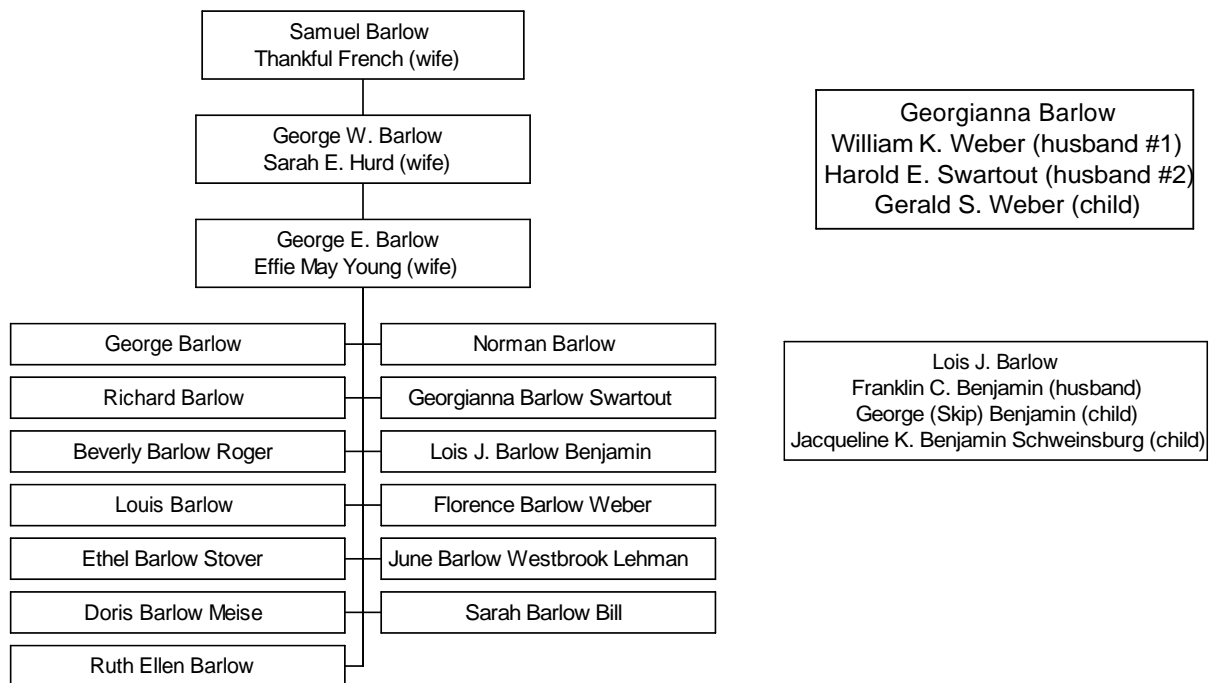 Samuel Barlow
Thankful French (wife)
George W. Barlow
Sarah E. Hurd (wife)
George E. Barlow
Effie May Young (wife)
George Barlow
Norman Barlow
Richard Barlow
Georgianna Barlow Swartout
Beverly Barlow Roger
Lois J. Barlow Benjamin
Louis Barlow
Florence Barlow Weber
Ethel Barlow Stover
June Barlow Westbrook Lehman
Doris Barlow Meise
Sarah Barlow Bill
Ruth Ellen Barlow
Georgianna Barlow
William K. Weber (husband #1)
Harold E. Swartout (husband #2)
Gerald S. Weber (child)
Lois J. Barlow
Franklin C. Benjamin (husband)
George (Skip) Benjamin (child)
Jacqueline K. Benjamin Schweinsburg (child)